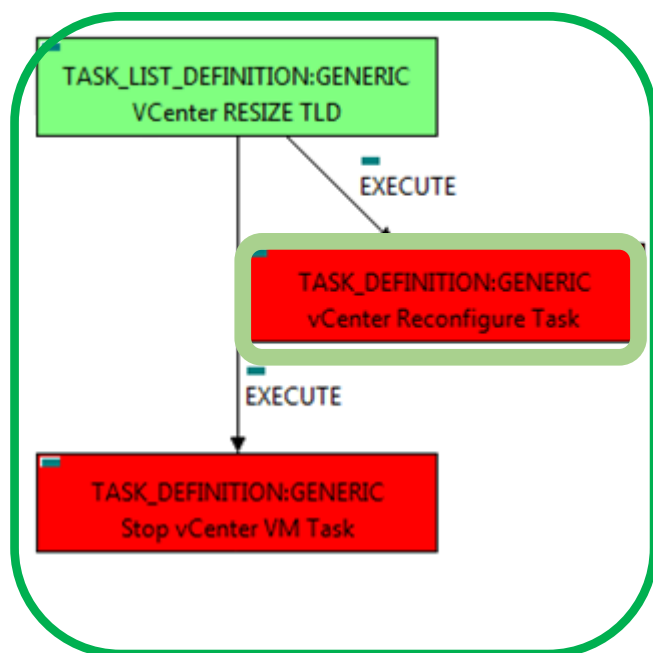 TASK_LIST_DEFINITION:GENERIC
VCenter RESIZE TLD
EXECUTE
TASK_DEFINITION:GENERIC
vCenter Reconfigure Task
EXECUTE
TASK_DEFINITION:GENERIC
Stop vCenter VM Task